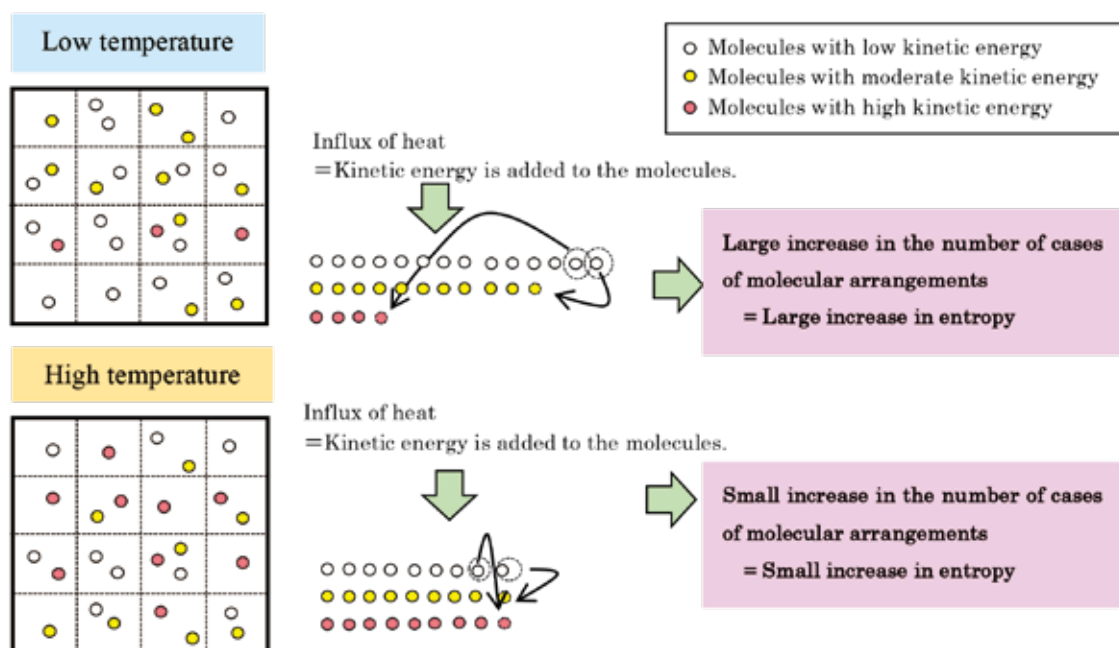 Low temperature
○ Molecules with low kinetic energy
Molecules with moderate kinetic energy
Molecules with high kinetic energy
Influx of heat
=Kinetic energy is added to the molecules.
Large increase in the number of cases
of molecular arrangements
= Large increase in entropy
High temperature
Influx of heat
=Kinetic energy is added to the molecules.
Small increase in the number of cases
of molecular arrangements
= Small increase in entropy